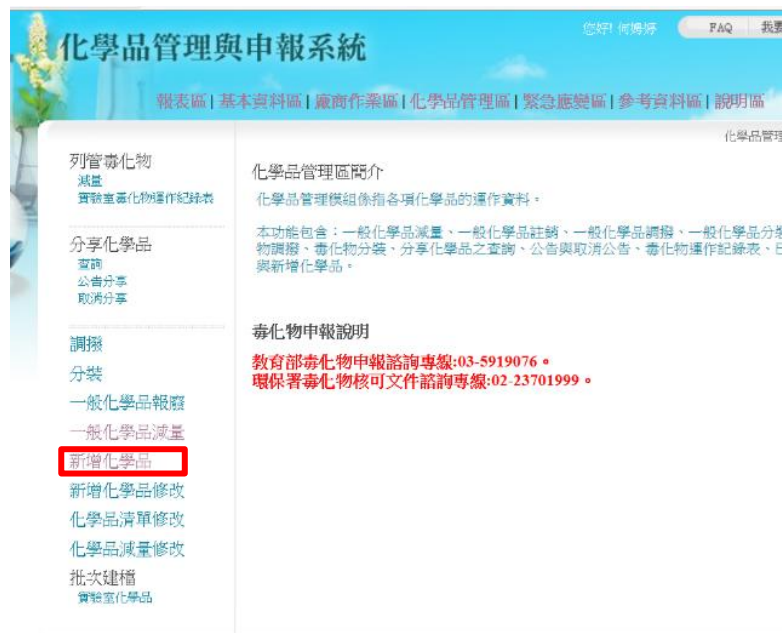 您好! 何嬅婷
FAQ
我要
化學品管理與申報系統
報表區 | 基本資料區 | 廠商作業區 | 化學品管理區 | 緊急應變區 | 參考資料區 | 說明區
化學品管理
列管毒化物
減量
實驗室毒化物運作紀錄表
分享化學品
查詢
公告分享
取消分享
調撥
分裝
一般化學品報廢
一般化學品減量
新增化學品
新增化學品修改
化學品清單修改
化學品減量修改
批次建檔
實驗室化學品
化學品管理區簡介
化學品管理模組係指各項化學品的運作資料。
本功能包含：一般化學品減量、一般化學品註銷、一般化學品調撥、一般化學品分裝
物調撥、毒化物分裝、分享化學品之查詢、公告與取消公告、毒化物運作記錄表、已
與新增化學品。
毒化物申報說明
教育部毒化物申報諮詢專線:03-5919076。
環保署毒化物核可文件諮詢專線:02-23701999。